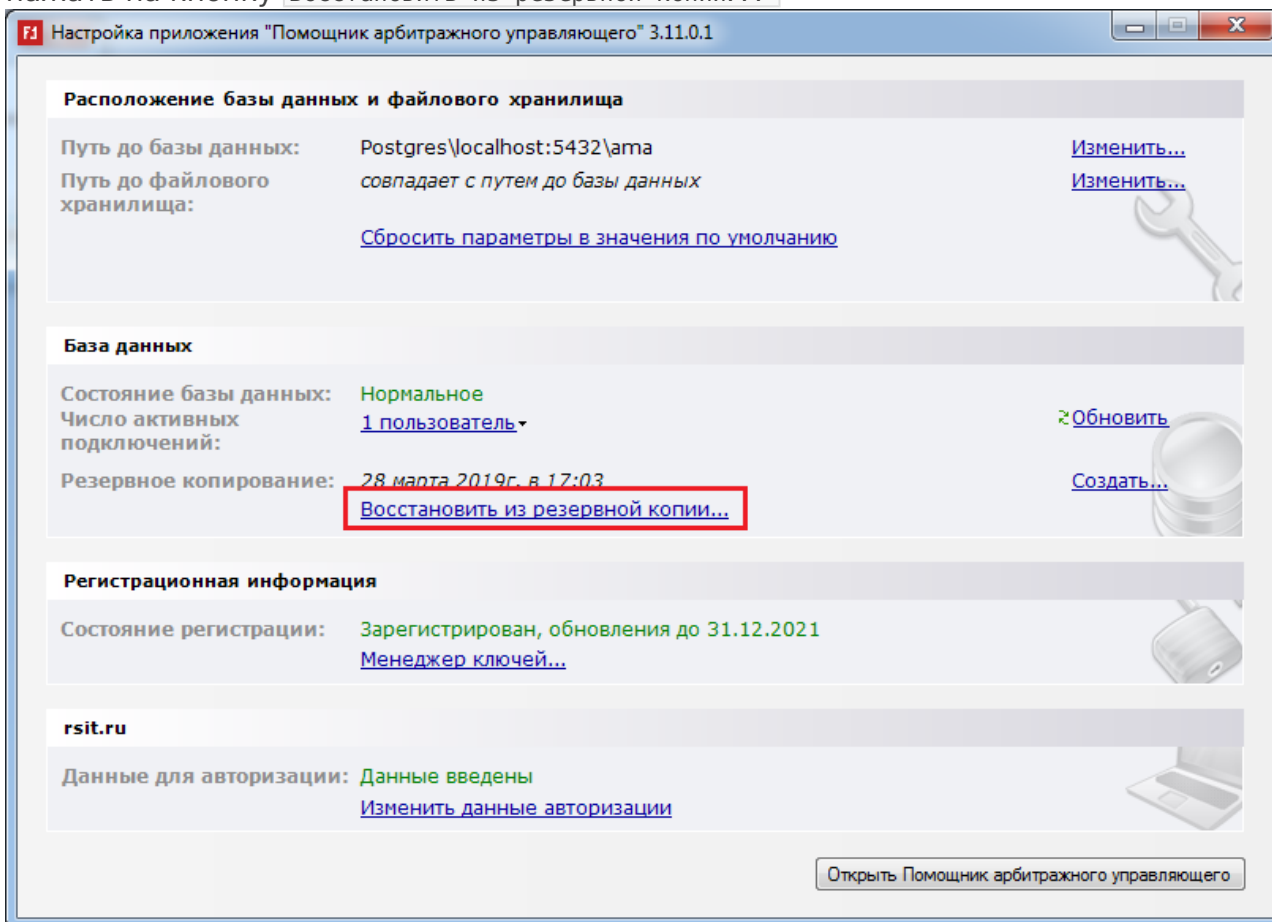 Настройка приложения "Помощник арбитражного управляющего" 3.11.0.1
Расположение базы данных и файлового хранилища
Путь до базы данных: Postgres\localhost:5432\ama Изменить...
Путь до файлового совпадает с путем до базы данных Изменить...
хранилища:
Сбросить параметры в значения по умолчанию
База данных
Состояние базы данных: Нормальное
Число активных 1 пользователь Обновить
подключений:
Резервное копирование: 28 марта 2019г. в 17:03 Создать...
Восстановить из резервной копии...
Регистрационная информация
Состояние регистрации: Зарегистрирован, обновления до 31.12.2021
Менеджер ключей...
rsit.ru
Данные для авторизации: Данные введены
Изменить данные авторизации
Открыть Помощник арбитражного управляющего